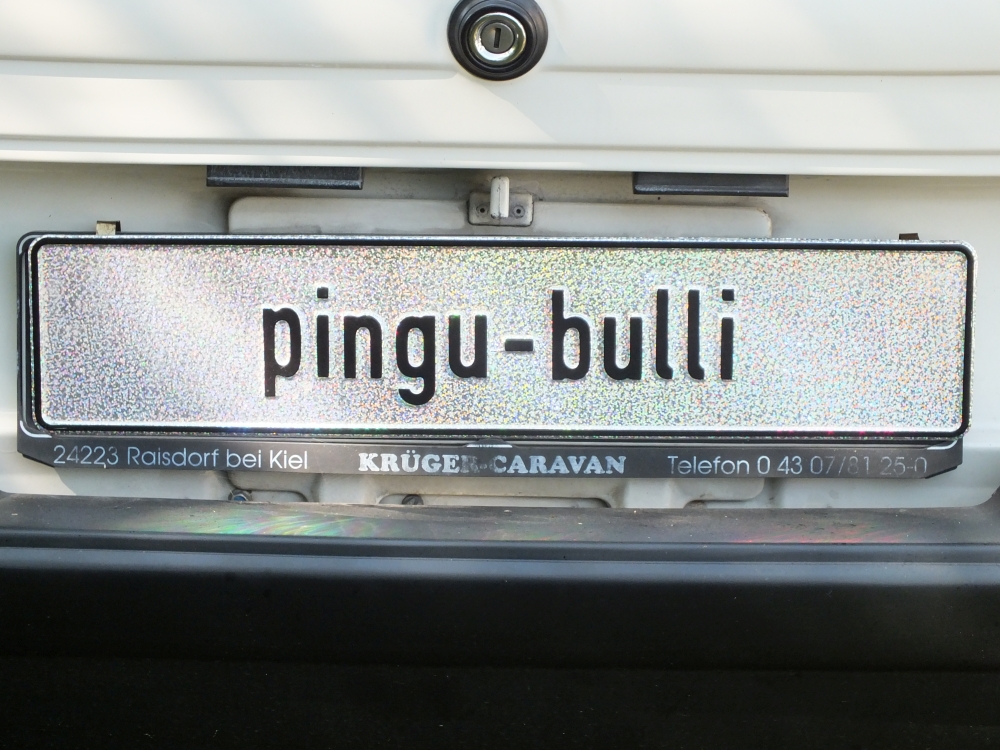 pingu-bulli
24223 Raisdorf bei Kiel KRÜGER-CARAVAN Telefon 0 43 07/81 25-0